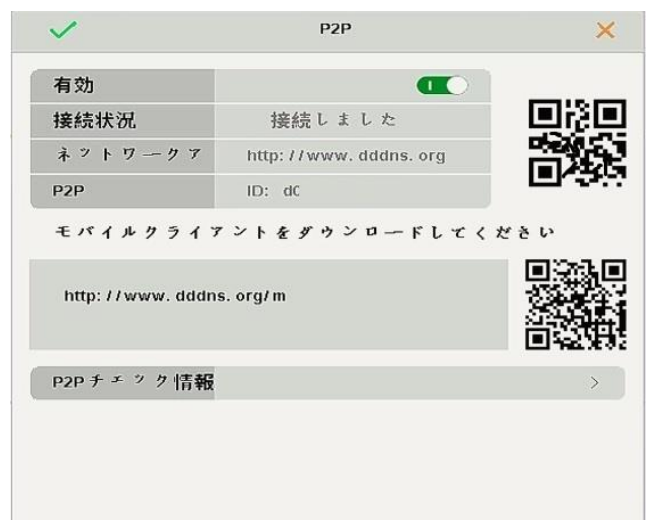 P2P
有効
接続状況 接続しました
ネットワークア http://www.dddns.org
P2P ID: d0
モバイルクライアントをダウンロードしてください
http://www.dddns.org/m
P2Pチェック情報